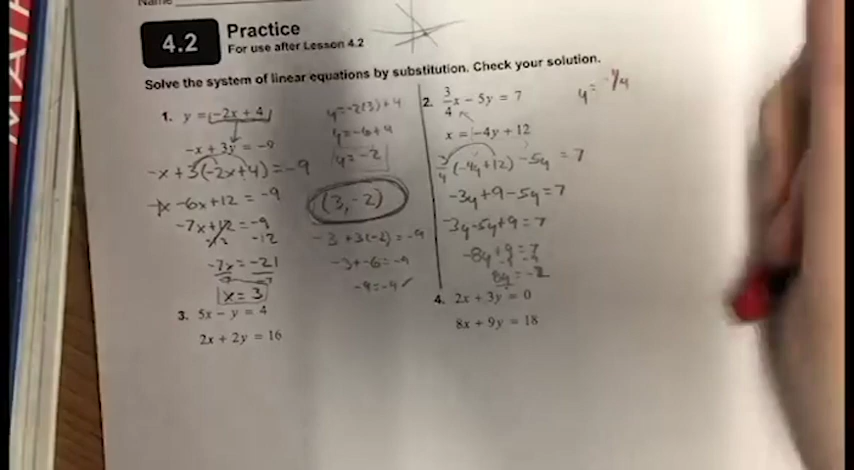 Name
4.2
Practice
For use after Lesson 4.2
Solve the system of linear equations by substitution. Check your solution.
1. y = -2x + 4
-x + 3y = -9
-x + 3(-2x+4) = -9
-x -6x+12 = -9
-7x+12 = -9
-12 -12
-7x = -21
x = 3
y=-2(3)+4
y=-6+4
y=-2
(3,-2)
-3 +3(-2) = -9
-3+-6=-9
-9=-9 ✓
2. 3/4 x - 5y = 7
x = -4y + 12
3/4 (-4y+12) -5y = 7
-3y+9-5y=7
-3y-5y+9=7
-8y+9=7
8y = -2
y = -1/4
3. 5x - y = 4
2x + 2y = 16
4. 2x + 3y = 0
8x + 9y = 18